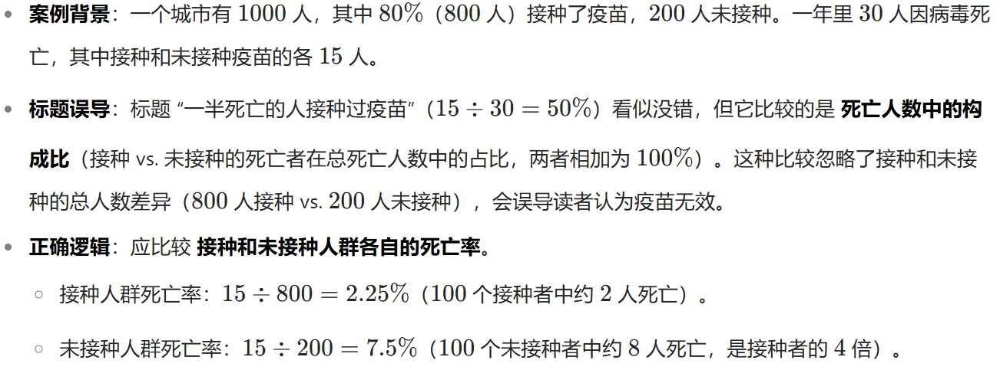 • 案例背景：一个城市有 1000 人，其中 80%（800 人）接种了疫苗，200 人未接种。一年里 30 人因病毒死
亡，其中接种和未接种疫苗的各 15 人。
• 标题误导：标题 “一半死亡的人接种过疫苗”（15 ÷ 30 = 50%）看似没错，但它比较的是 死亡人数中的构
成比（接种 vs. 未接种的死亡者在总死亡人数中的占比，两者相加为 100%）。这种比较忽略了接种和未接
种的总人数差异（800 人接种 vs. 200 人未接种），会误导读者认为疫苗无效。
• 正确逻辑：应比较 接种和未接种人群各自的死亡率。
○ 接种人群死亡率：15 ÷ 800 = 2.25%（100 个接种者中约 2 人死亡）。
○ 未接种人群死亡率：15 ÷ 200 = 7.5%（100 个未接种者中约 8 人死亡，是接种者的 4 倍）。